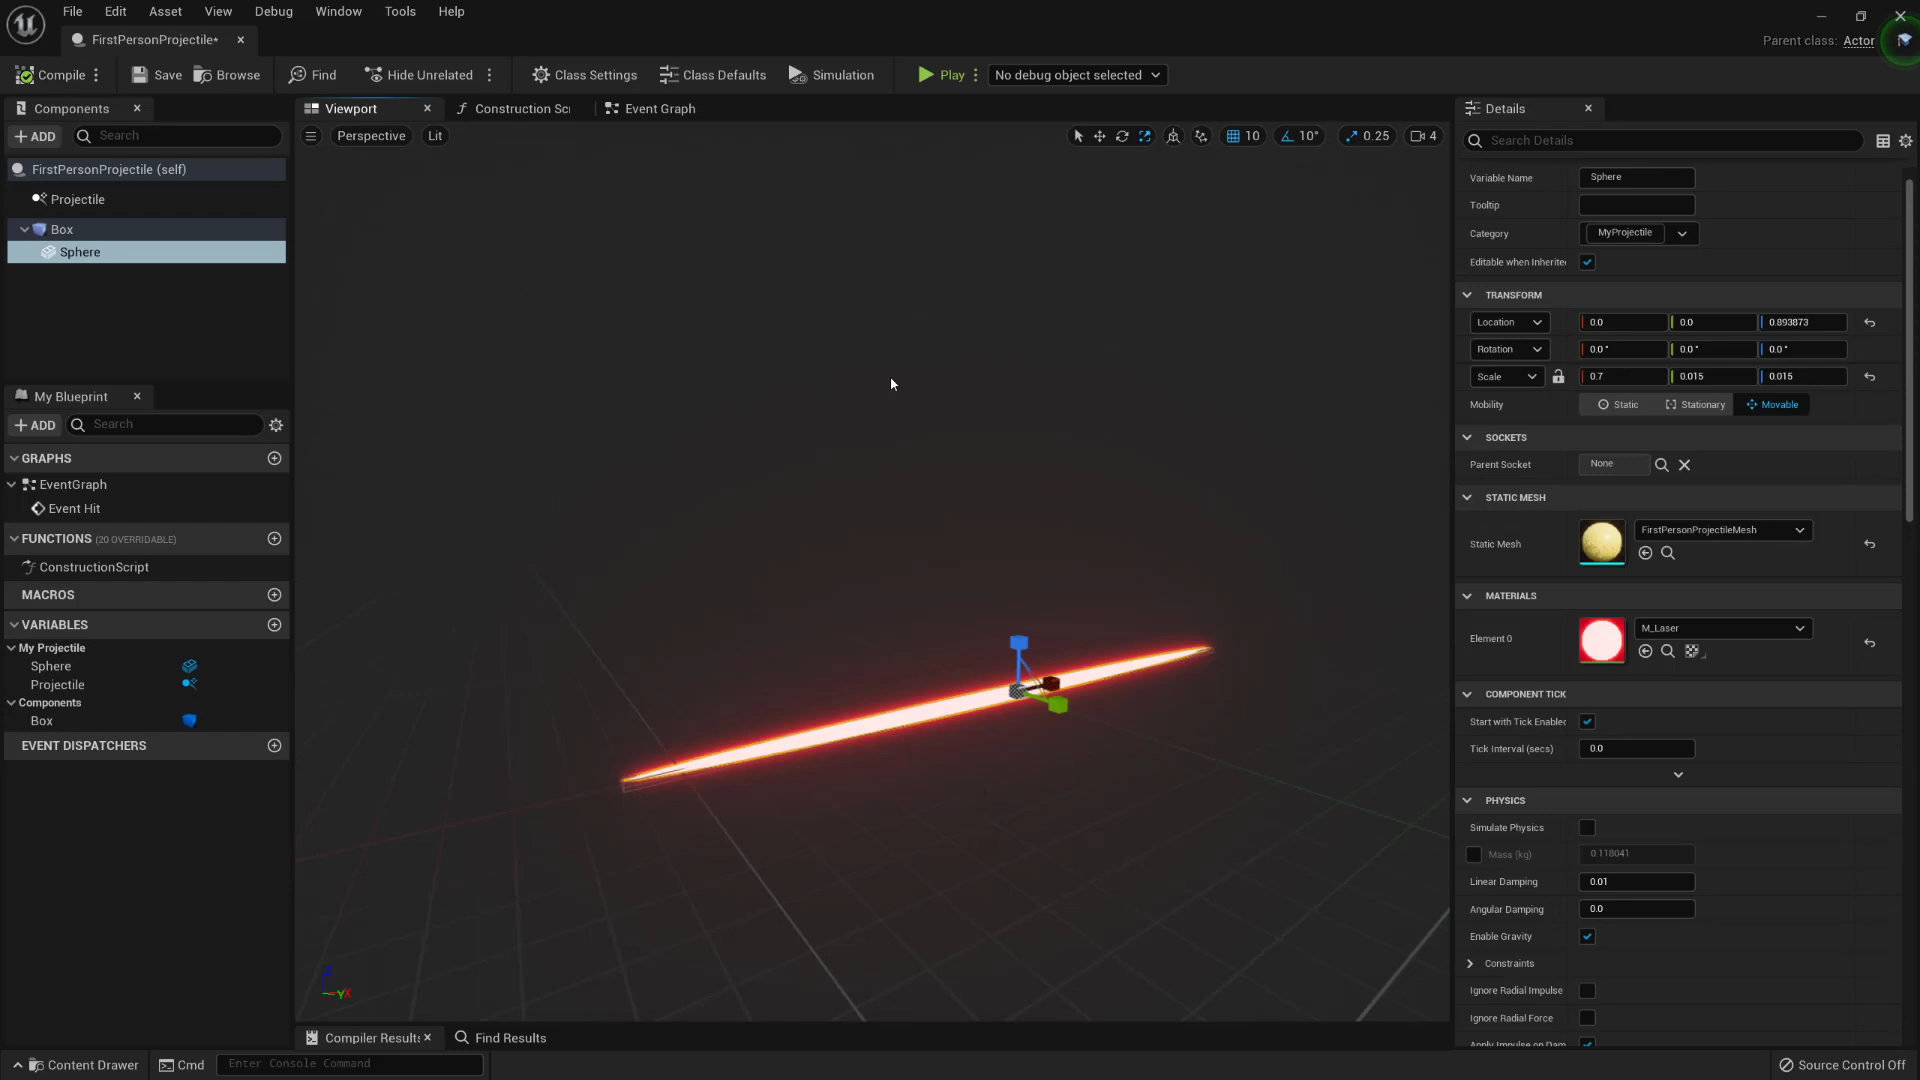 File Edit Asset View Debug Window Tools Help
FirstPersonProjectile*
Parent class: Actor
Compile Save Browse Find Hide Unrelated Class Settings Class Defaults Simulation Play No debug object selected
Components
Viewport Construction Scr Event Graph
Details
ADD Search
Perspective Lit 10 10° 0.25 4
Search Details
FirstPersonProjectile (self)
Projectile
Box
Sphere
My Blueprint
ADD Search
GRAPHS
EventGraph
Event Hit
FUNCTIONS (20 OVERRIDABLE)
ConstructionScript
MACROS
VARIABLES
My Projectile
Sphere
Projectile
Components
Box
EVENT DISPATCHERS
Z
Y X
Variable Name Sphere
Tooltip
Category MyProjectile
Editable when Inherited
TRANSFORM
Location 0.0 0.0 0.893873
Rotation 0.0° 0.0° 0.0°
Scale 0.7 0.015 0.015
Mobility Static Stationary Movable
SOCKETS
Parent Socket None
STATIC MESH
Static Mesh FirstPersonProjectileMesh
MATERIALS
Element 0 M_Laser
COMPONENT TICK
Start with Tick Enabled
Tick Interval (secs) 0.0
PHYSICS
Simulate Physics
Mass (kg) 0.118041
Linear Damping 0.01
Angular Damping 0.0
Enable Gravity
Constraints
Ignore Radial Impulse
Ignore Radial Force
Apply Impulse on Dam
Compiler Results Find Results
Content Drawer Cmd Enter Console Command
Source Control Off